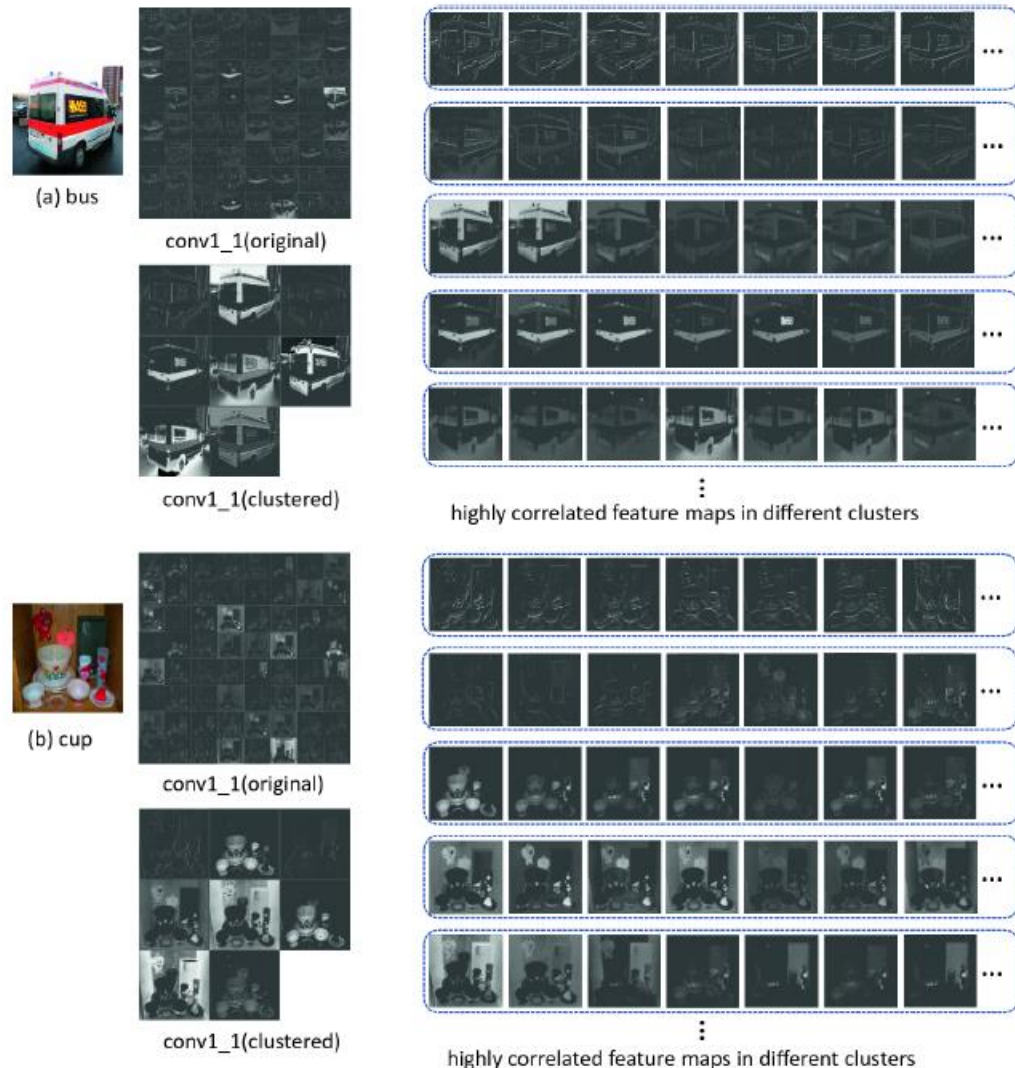 (a) bus
conv1_1(original)
conv1_1(clustered)
highly correlated feature maps in different clusters
(b) cup
conv1_1(original)
conv1_1(clustered)
highly correlated feature maps in different clusters